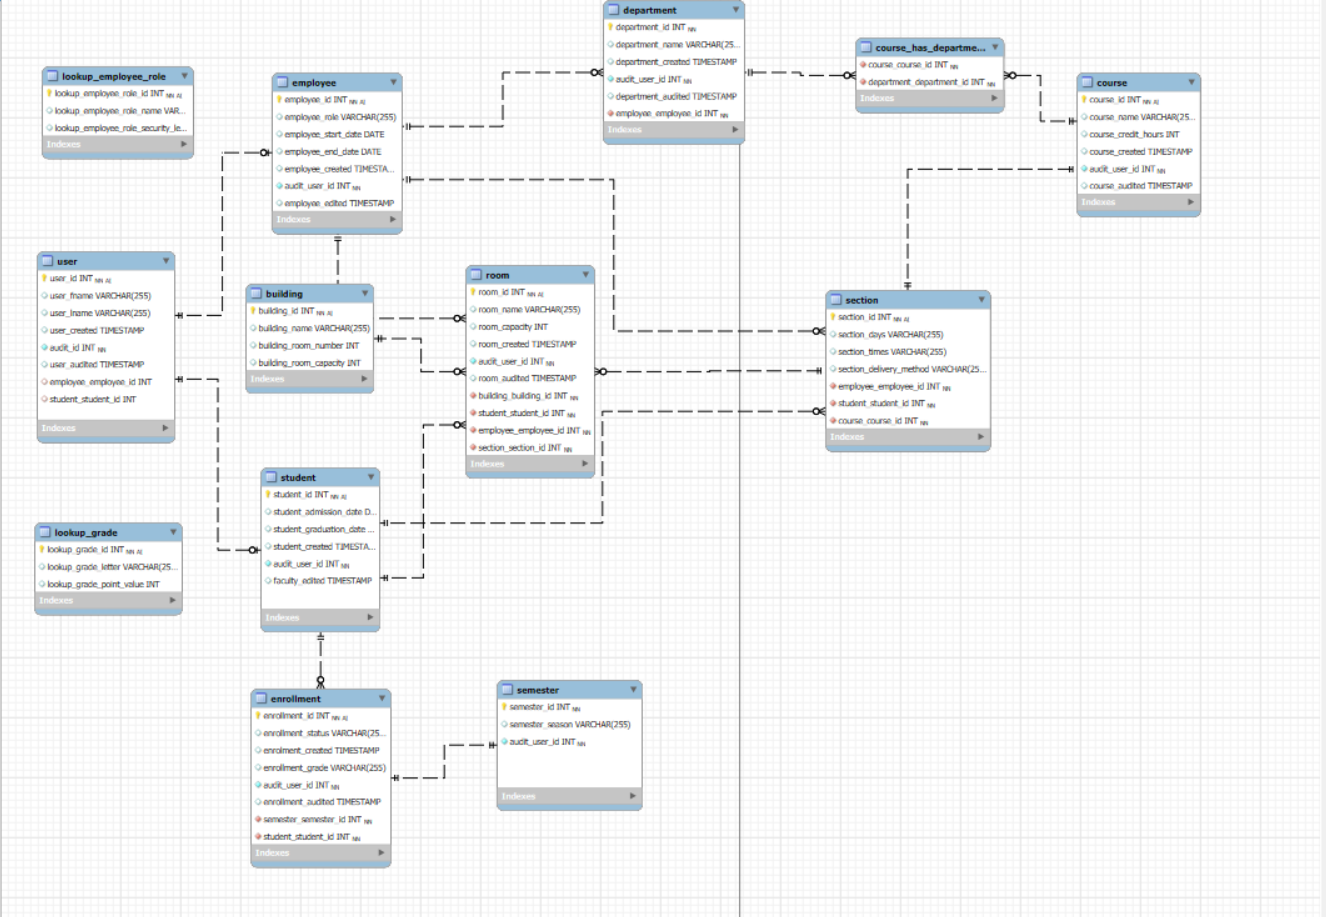 department
department_id INT NN
department_name VARCHAR(25...
department_created TIMESTAMP
audit_user_id INT NN
department_audited TIMESTAMP
employee_employee_id INT NN
Indexes
course_has_departme...
course_course_id INT NN
department_department_id INT NN
Indexes
lookup_employee_role
lookup_employee_role_id INT NN AI
lookup_employee_role_name VAR...
lookup_employee_role_security_le...
Indexes
employee
employee_id INT NN AI
employee_role VARCHAR(255)
employee_start_date DATE
employee_end_date DATE
employee_created TIMESTA...
audit_user_id INT NN
employee_edited TIMESTAMP
Indexes
course
course_id INT NN AI
course_name VARCHAR(25...
course_credit_hours INT
course_created TIMESTAMP
audit_user_id INT NN
course_audited TIMESTAMP
Indexes
user
user_id INT NN AI
user_fname VARCHAR(255)
user_lname VARCHAR(255)
user_created TIMESTAMP
audit_id INT NN
user_audited TIMESTAMP
employee_employee_id INT
student_student_id INT
Indexes
building
building_id INT NN AI
building_name VARCHAR(255)
building_room_number INT
building_room_capacity INT
Indexes
room
room_id INT NN AI
room_name VARCHAR(255)
room_capacity INT
room_created TIMESTAMP
audit_user_id INT NN
room_audited TIMESTAMP
building_building_id INT NN
student_student_id INT NN
employee_employee_id INT NN
section_section_id INT NN
Indexes
section
section_id INT NN AI
section_days VARCHAR(255)
section_times VARCHAR(255)
section_delivery_method VARCHAR(25...
employee_employee_id INT NN
student_student_id INT NN
course_course_id INT NN
Indexes
student
student_id INT NN AI
student_admission_date D...
student_graduation_date ...
student_created TIMESTA...
audit_user_id INT NN
faculty_edited TIMESTAMP
Indexes
lookup_grade
lookup_grade_id INT NN AI
lookup_grade_letter VARCHAR(25...
lookup_grade_point_value INT
Indexes
enrollment
enrollment_id INT NN AI
enrollment_status VARCHAR(25...
enrolment_created TIMESTAMP
enrollment_grade VARCHAR(255)
audit_user_id INT NN
enrollment_audited TIMESTAMP
semester_semester_id INT NN
student_student_id INT NN
Indexes
semester
semester_id INT NN
semester_season VARCHAR(255)
audit_user_id INT NN
Indexes